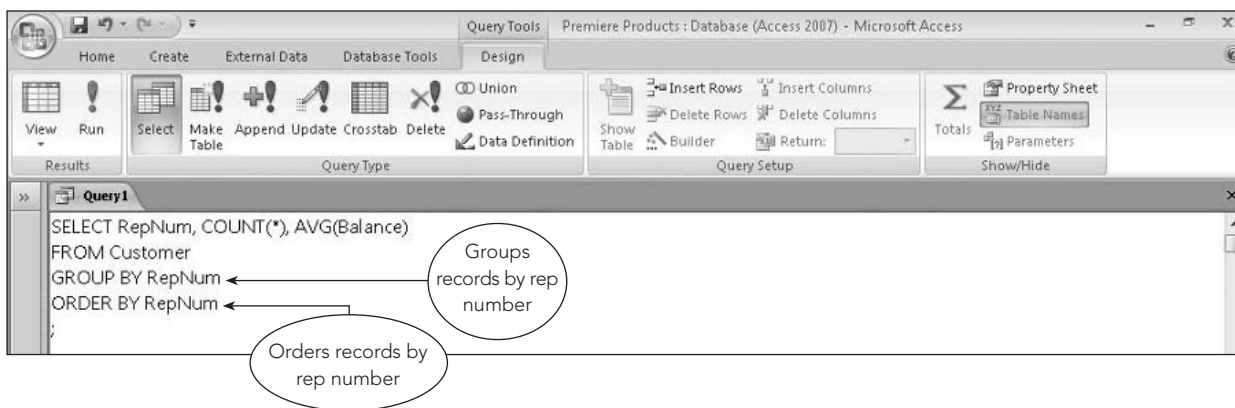 Query Tools Premiere Products : Database (Access 2007) - Microsoft Access
Home Create External Data Database Tools Design
View Run Select Make Table Append Update Crosstab Delete
Union
Pass-Through
Data Definition
Show Table
Insert Rows
Delete Rows
Builder
Insert Columns
Delete Columns
Return:
Totals
Property Sheet
Table Names
Parameters
Results Query Type Query Setup Show/Hide
Query1
SELECT RepNum, COUNT(*), AVG(Balance)
FROM Customer
GROUP BY RepNum
ORDER BY RepNum
;
Groups
records by rep
number
Orders records by
rep number